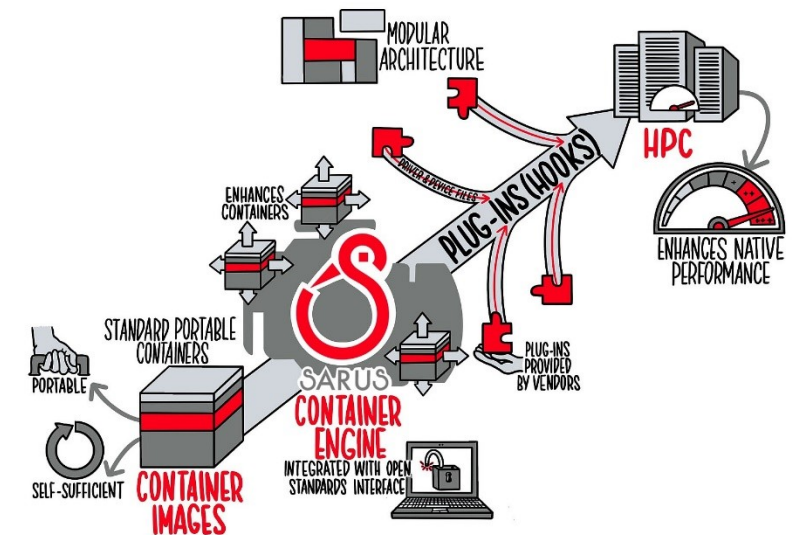 MODULAR
ARCHITECTURE
HPC
ENHANCES NATIVE
PERFORMANCE
PLUG-INS (HOOKS)
DRIVER & DEVICE FILES
ENHANCES
CONTAINERS
PLUG-INS
PROVIDED
BY VENDORS
SARUS
CONTAINER
ENGINE
INTEGRATED WITH OPEN
STANDARDS INTERFACE
STANDARD PORTABLE
CONTAINERS
PORTABLE
SELF-SUFFICIENT
CONTAINER
IMAGES